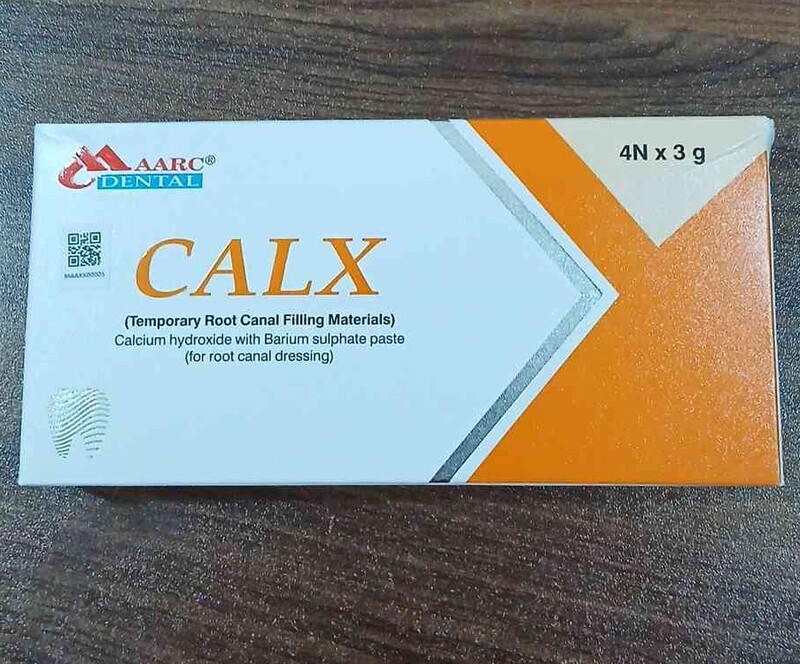 MAARC®
DENTAL
4N x 3 g
CALX
(Temporary Root Canal Filling Materials)
Calcium hydroxide with Barium sulphate paste
(for root canal dressing)